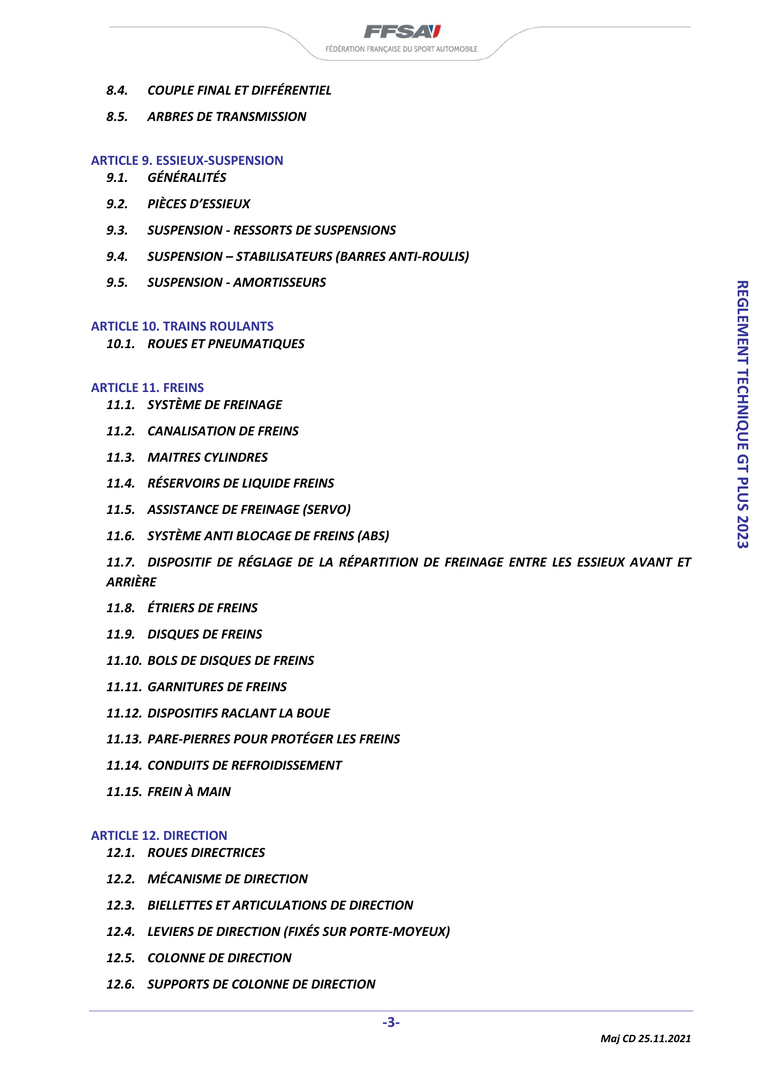 FFSA
FÉDÉRATION FRANÇAISE DU SPORT AUTOMOBILE
8.4. COUPLE FINAL ET DIFFÉRENTIEL
8.5. ARBRES DE TRANSMISSION
ARTICLE 9. ESSIEUX-SUSPENSION
9.1. GÉNÉRALITÉS
9.2. PIÈCES D’ESSIEUX
9.3. SUSPENSION - RESSORTS DE SUSPENSIONS
9.4. SUSPENSION – STABILISATEURS (BARRES ANTI-ROULIS)
9.5. SUSPENSION - AMORTISSEURS
ARTICLE 10. TRAINS ROULANTS
10.1. ROUES ET PNEUMATIQUES
ARTICLE 11. FREINS
11.1. SYSTÈME DE FREINAGE
11.2. CANALISATION DE FREINS
11.3. MAITRES CYLINDRES
11.4. RÉSERVOIRS DE LIQUIDE FREINS
11.5. ASSISTANCE DE FREINAGE (SERVO)
11.6. SYSTÈME ANTI BLOCAGE DE FREINS (ABS)
11.7. DISPOSITIF DE RÉGLAGE DE LA RÉPARTITION DE FREINAGE ENTRE LES ESSIEUX AVANT ET
ARRIÈRE
11.8. ÉTRIERS DE FREINS
11.9. DISQUES DE FREINS
11.10. BOLS DE DISQUES DE FREINS
11.11. GARNITURES DE FREINS
11.12. DISPOSITIFS RACLANT LA BOUE
11.13. PARE-PIERRES POUR PROTÉGER LES FREINS
11.14. CONDUITS DE REFROIDISSEMENT
11.15. FREIN À MAIN
ARTICLE 12. DIRECTION
12.1. ROUES DIRECTRICES
12.2. MÉCANISME DE DIRECTION
12.3. BIELLETTES ET ARTICULATIONS DE DIRECTION
12.4. LEVIERS DE DIRECTION (FIXÉS SUR PORTE-MOYEUX)
12.5. COLONNE DE DIRECTION
12.6. SUPPORTS DE COLONNE DE DIRECTION
REGLEMENT TECHNIQUE GT PLUS 2023
-3-
Maj CD 25.11.2021